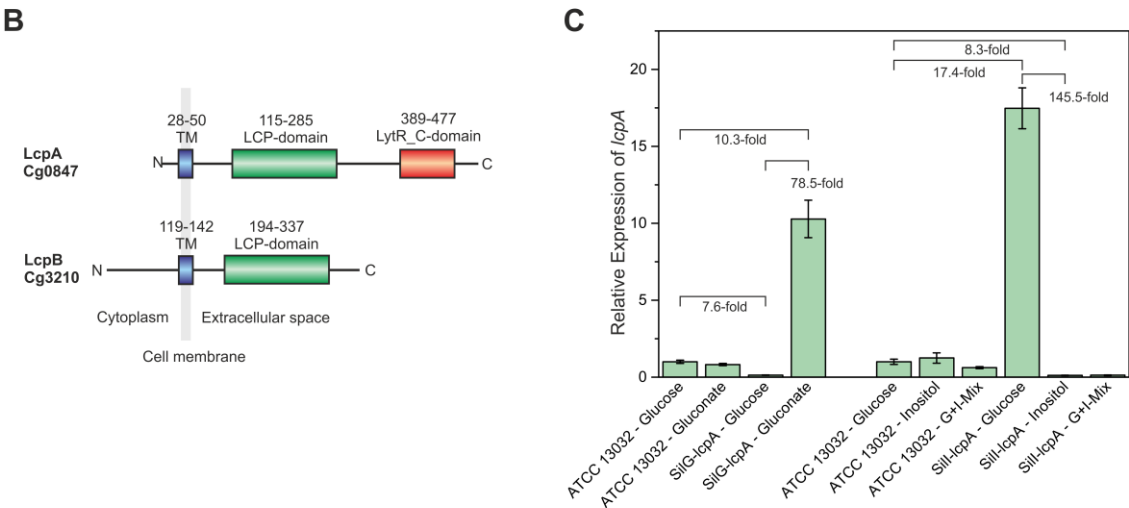 B
28-50
TM
115-285
LCP-domain
389-477
LytR_C-domain
LcpA
Cg0847
N
C
119-142
TM
194-337
LCP-domain
LcpB
Cg3210
N
C
Cytoplasm
Extracellular space
Cell membrane
C
Relative Expression of lcpA
20
15
10
5
0
8.3-fold
17.4-fold
145.5-fold
10.3-fold
78.5-fold
7.6-fold
ATCC 13032 - Glucose
ATCC 13032 - Gluconate
SilG-lcpA - Glucose
SilG-lcpA - Gluconate
ATCC 13032 - Glucose
ATCC 13032 - Inositol
ATCC 13032 - G+I-Mix
SilI-lcpA - Glucose
SilI-lcpA - Inositol
SilI-lcpA - G+I-Mix